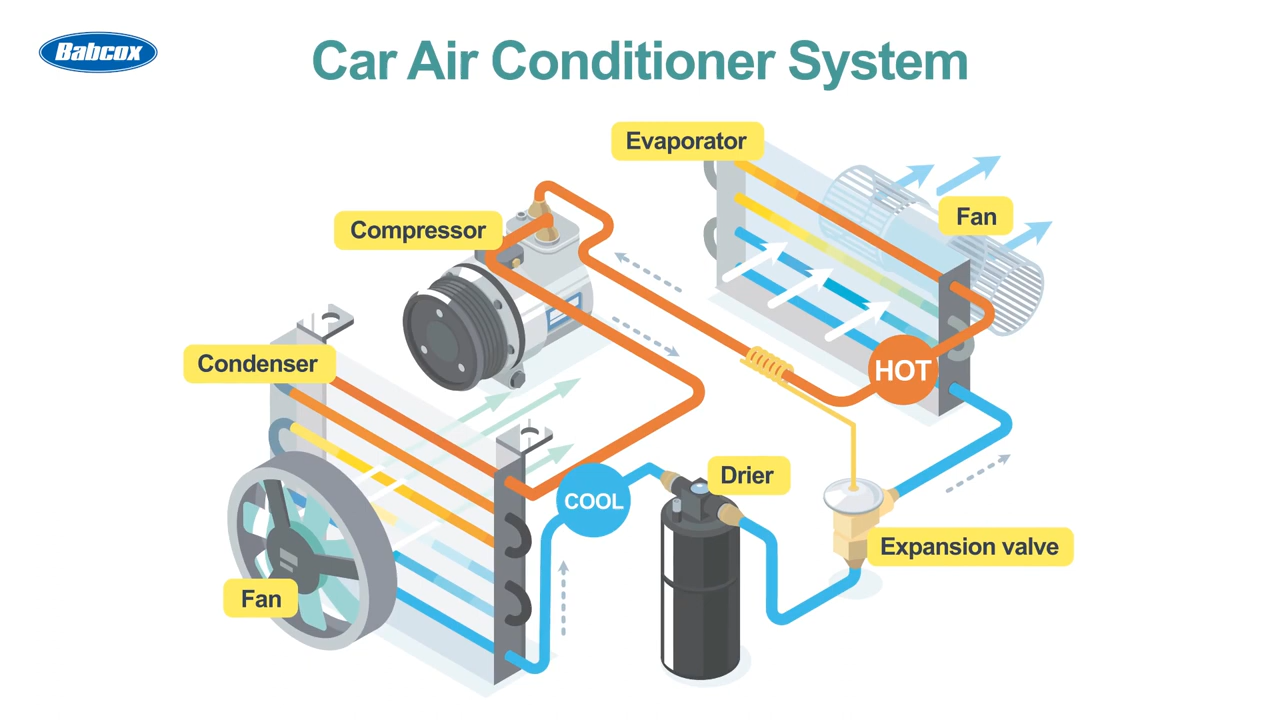 Babcox
Car Air Conditioner System
Evaporator
Fan
Compressor
Condenser
HOT
COOL
Drier
Expansion valve
Fan